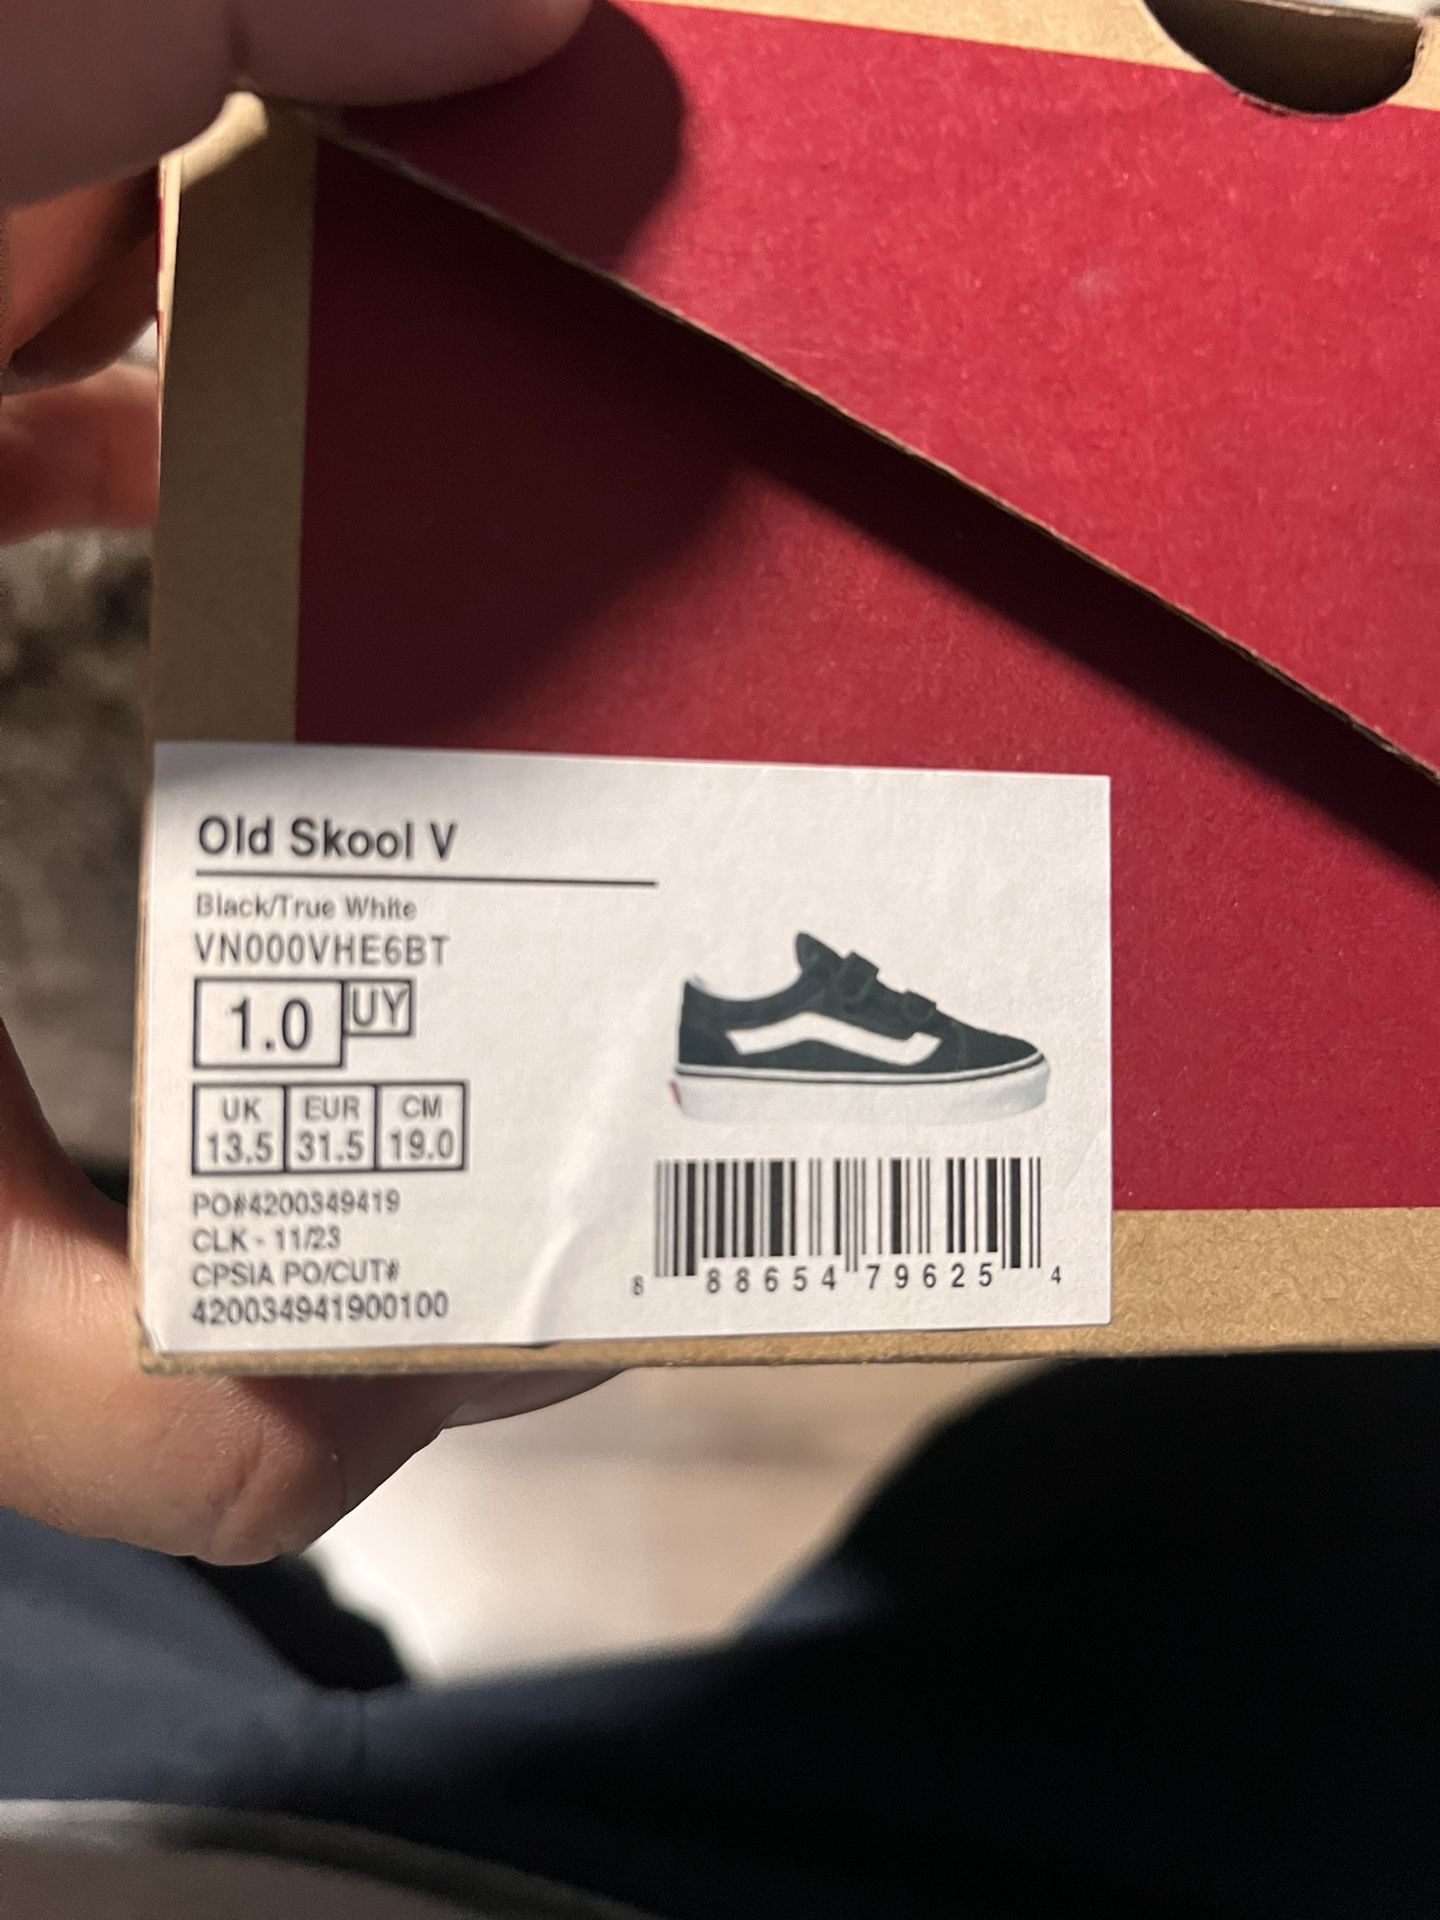 Old Skool V
Black/True White
VN000VHE6BT
1.0 UY
UK EUR CM
13.5 31.5 19.0
PO#4200349419
CLK - 11/23
CPSIA PO/CUT#
420034941900100
8 88654 79625 4